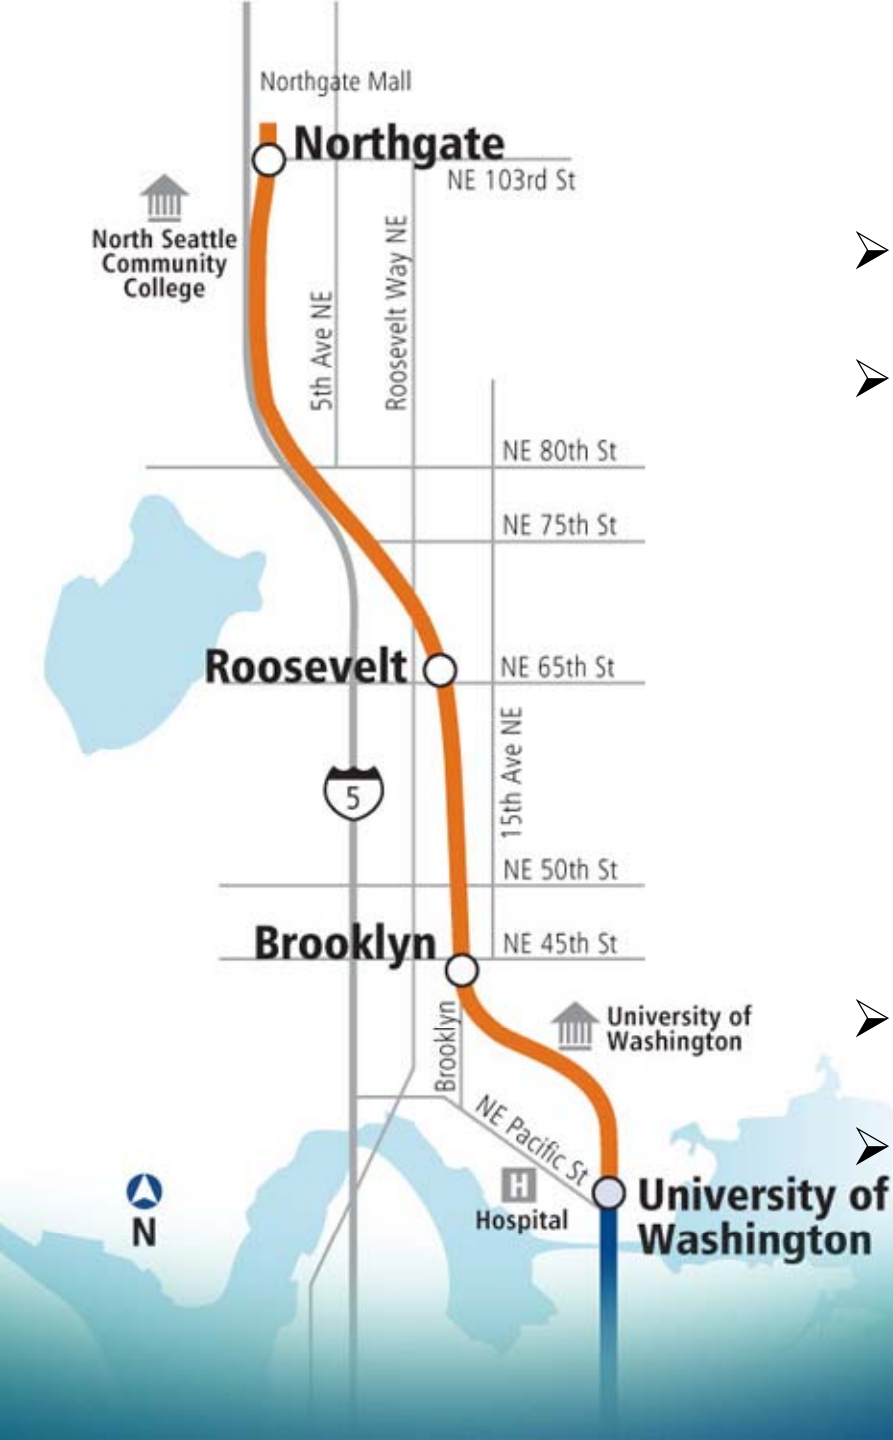 Northgate Mall
Northgate
NE 103rd St
North Seattle
Community
College
5th Ave NE
Roosevelt Way NE
NE 80th St
NE 75th St
Roosevelt
NE 65th St
15th Ave NE
5
NE 50th St
Brooklyn
NE 45th St
Brooklyn
University of
Washington
NE Pacific St
H
Hospital
University of
Washington
N